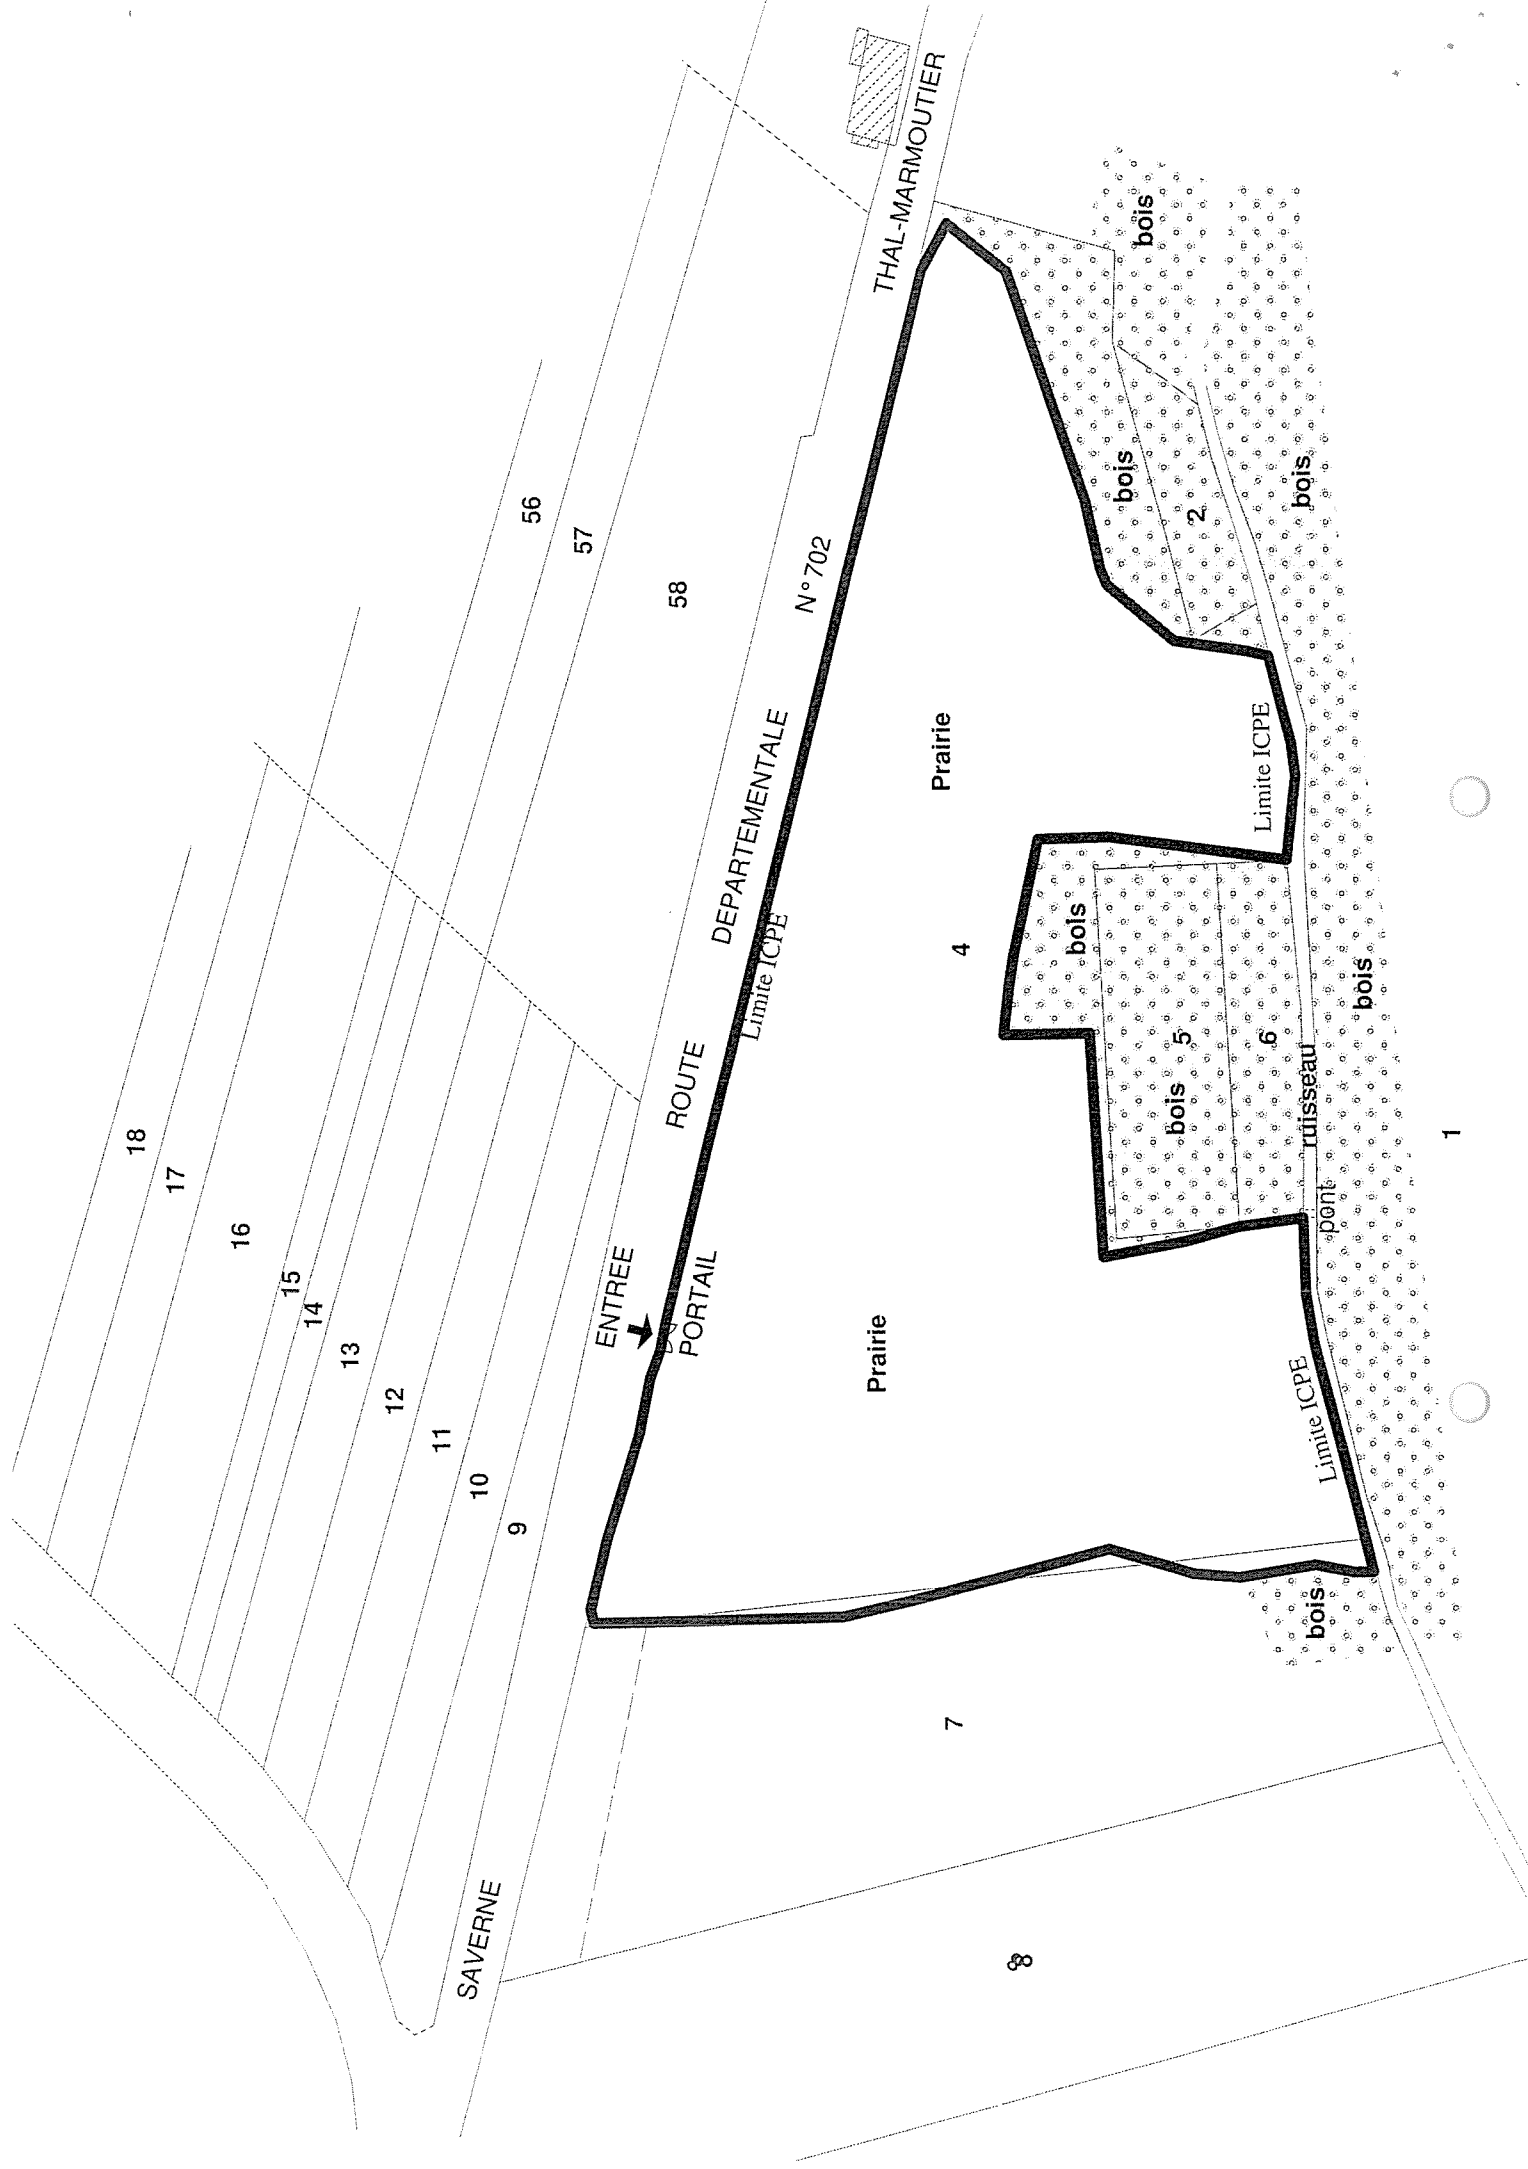 SAVERNE
18
17
16
15
14
13
12
11
10
9
56
57
58
ENTREE
PORTAIL
ROUTE DEPARTEMENTALE N°702
THAL-MARMOUTIER
Limite ICPE
Prairie
4
Prairie
bois
bois
2
bois
bois
Limite ICPE
bois
5
bois
6
ruisseau
pont
bois
1
Limite ICPE
bois
7
8